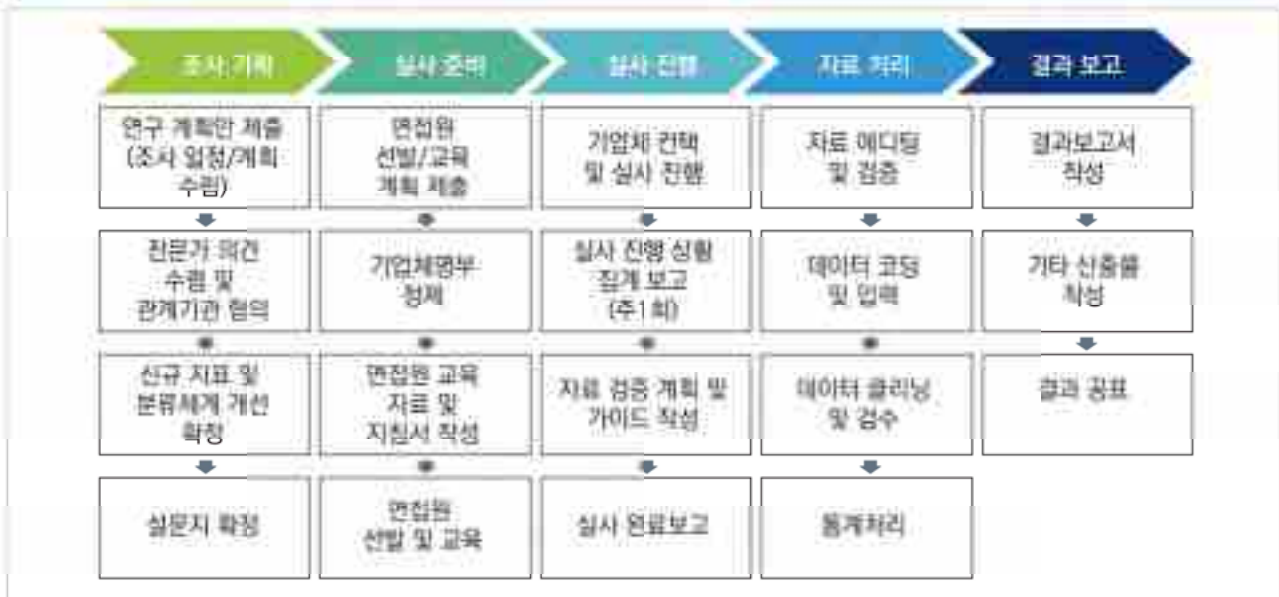 조사 기획
실사 준비
실사 진행
자료 처리
결과 보고
연구 계획안 제출
(조사 일정/계획
수립)
전문가 의견
수렴 및
관계기관 협의
신규 지표 및
분류체계 개선
확정
설문지 확정
면접원
선발/교육
계획 제출
기업체명부
정제
면접원 교육
자료 및
지침서 작성
면접원
선발 및 교육
기업체 컨택
및 실사 진행
실사 진행 상황
집계 보고
(주1회)
자료 검증 계획 및
가이드 작성
실사 완료보고
자료 에디팅
및 검증
데이터 코딩
및 입력
데이터 클리닝
및 검수
통계처리
결과보고서
작성
기타 산출물
작성
결과 공표